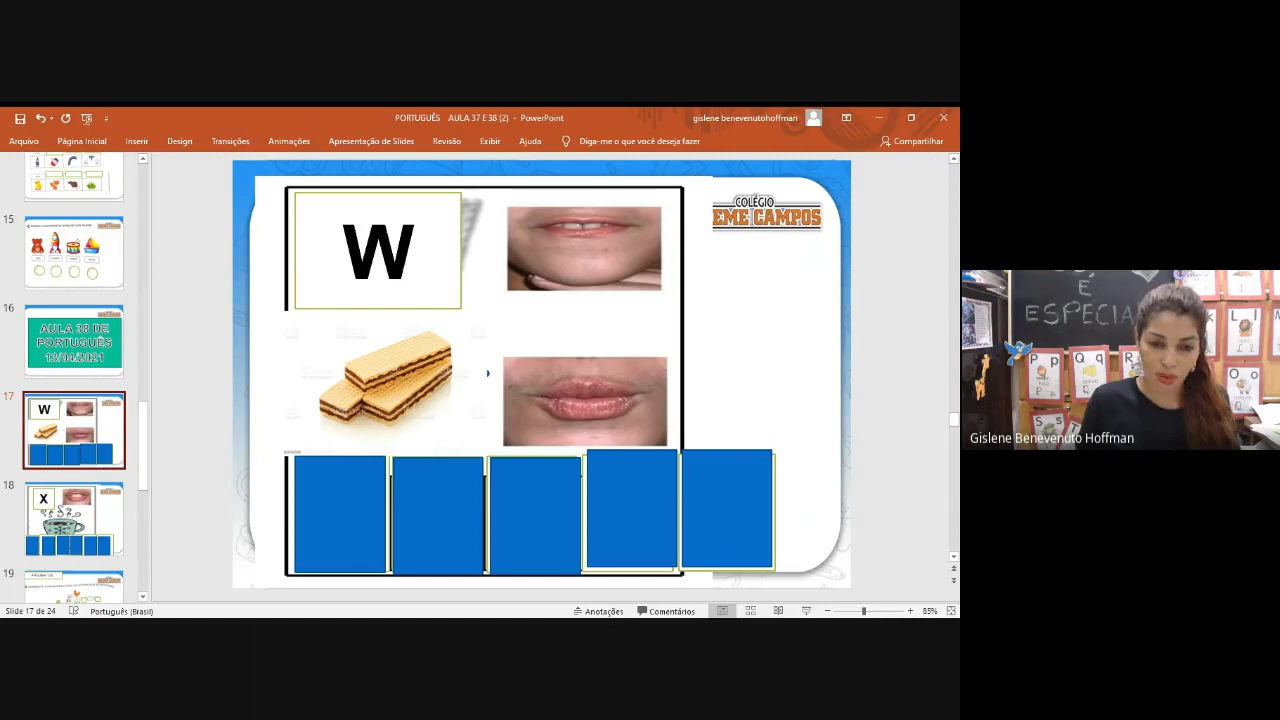 PORTUGUÊS AULA 37 E 38 (2) - PowerPoint
gislene benevenutohoffman
Arquivo Página Inicial Inserir Design Transições Animações Apresentação de Slides Revisão Exibir Ajuda Diga-me o que você deseja fazer Compartilhar
15
16
AULA 38 DE
PORTUGUÊS
13/04/2021
17
W
18
X
19
W
COLÉGIO
EME CAMPOS
É
ESPECIA
P p
Q q
R
S s
L
O o
Gislene Benevenuto Hoffman
Slide 17 de 24 Português (Brasil) Anotações Comentários 85%